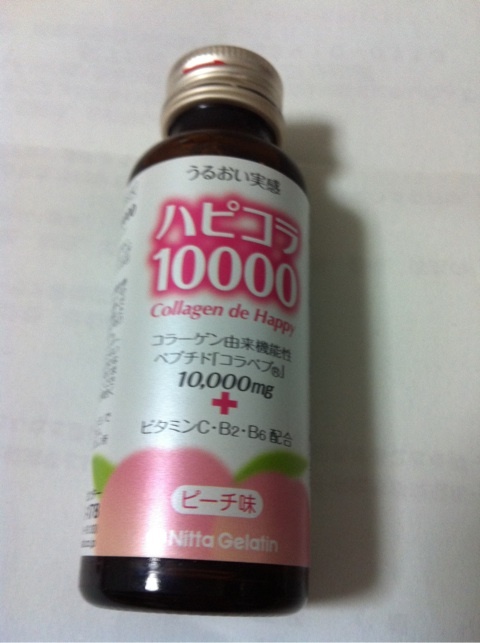 うるおい実感
ハピコラ
10000
Collagen de Happy
コラーゲン由来機能性
ペプチド「コラペプ®」
10,000mg
+
ビタミンC・B2・B6 配合
ピーチ味
Nitta Gelatin